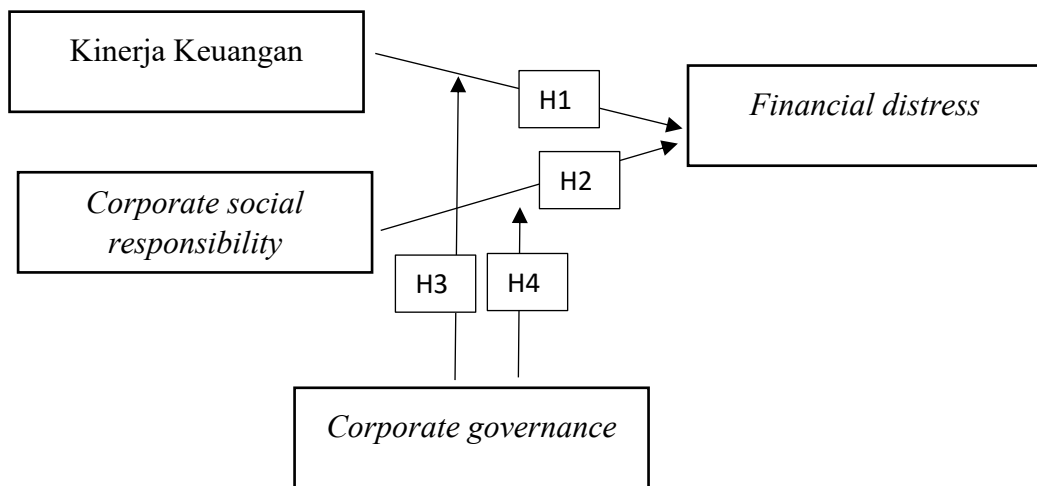 Kinerja Keuangan
H1
Financial distress
H2
Corporate social
responsibility
H3
H4
Corporate governance